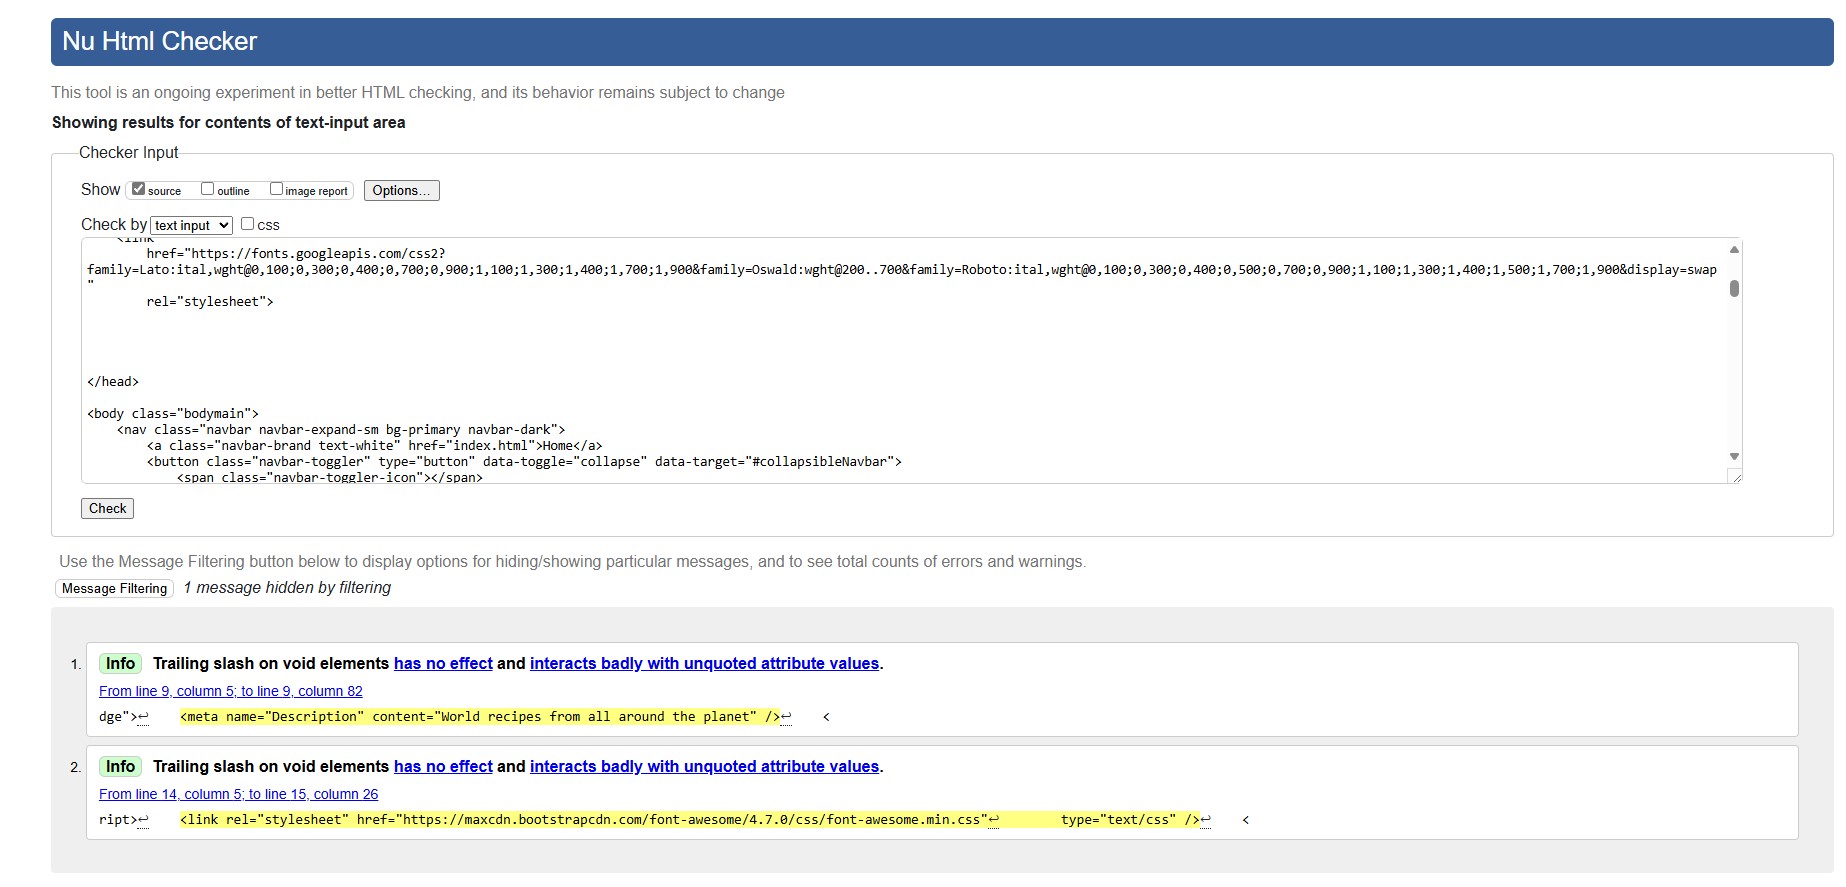 Nu Html Checker
This tool is an ongoing experiment in better HTML checking, and its behavior remains subject to change
Showing results for contents of text-input area
Checker Input
Show source outline image report Options...
Check by text input css
<link
href="https://fonts.googleapis.com/css2?
family=Lato:ital,wght@0,100;0,300;0,400;0,700;0,900;1,100;1,300;1,400;1,700;1,900&family=Oswald:wght@200..700&family=Roboto:ital,wght@0,100;0,300;0,400;0,500;0,700;0,900;1,100;1,300;1,400;1,500;1,700;1,900&display=swap
"
rel="stylesheet">
</head>
<body class="bodymain">
<nav class="navbar navbar-expand-sm bg-primary navbar-dark">
<a class="navbar-brand text-white" href="index.html">Home</a>
<button class="navbar-toggler" type="button" data-toggle="collapse" data-target="#collapsibleNavbar">
<span class="navbar-toggler-icon"></span>
Check
Use the Message Filtering button below to display options for hiding/showing particular messages, and to see total counts of errors and warnings.
Message Filtering 1 message hidden by filtering
1. Info Trailing slash on void elements has no effect and interacts badly with unquoted attribute values.
From line 9, column 5; to line 9, column 82
dge">↩ <meta name="Description" content="World recipes from all around the planet" />↩ <
2. Info Trailing slash on void elements has no effect and interacts badly with unquoted attribute values.
From line 14, column 5; to line 15, column 26
ript>↩ <link rel="stylesheet" href="https://maxcdn.bootstrapcdn.com/font-awesome/4.7.0/css/font-awesome.min.css"↩ type="text/css" />↩ <